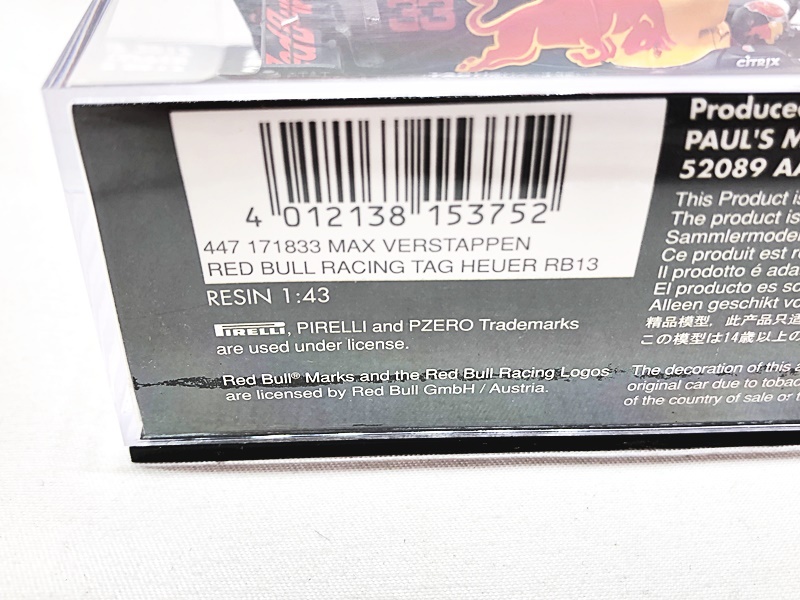 33
CITRIX
4 012138 153752
447 171833 MAX VERSTAPPEN
RED BULL RACING TAG HEUER RB13
RESIN 1:43
PIRELLI, PIRELLI and PZERO Trademarks
are used under license.
Red Bull® Marks and the Red Bull Racing Logos
are licensed by Red Bull GmbH / Austria.
Produced
PAUL'S M
52089 AA
This Product is
The product is
Sammlermodel
Ce produit est r
Il prodotto é ada
El producto es so
Alleen geschikt vo
精品模型, 此产品只适
この模型は14歳以上の
The decoration of this a
original car due to tobac
of the country of sale or t